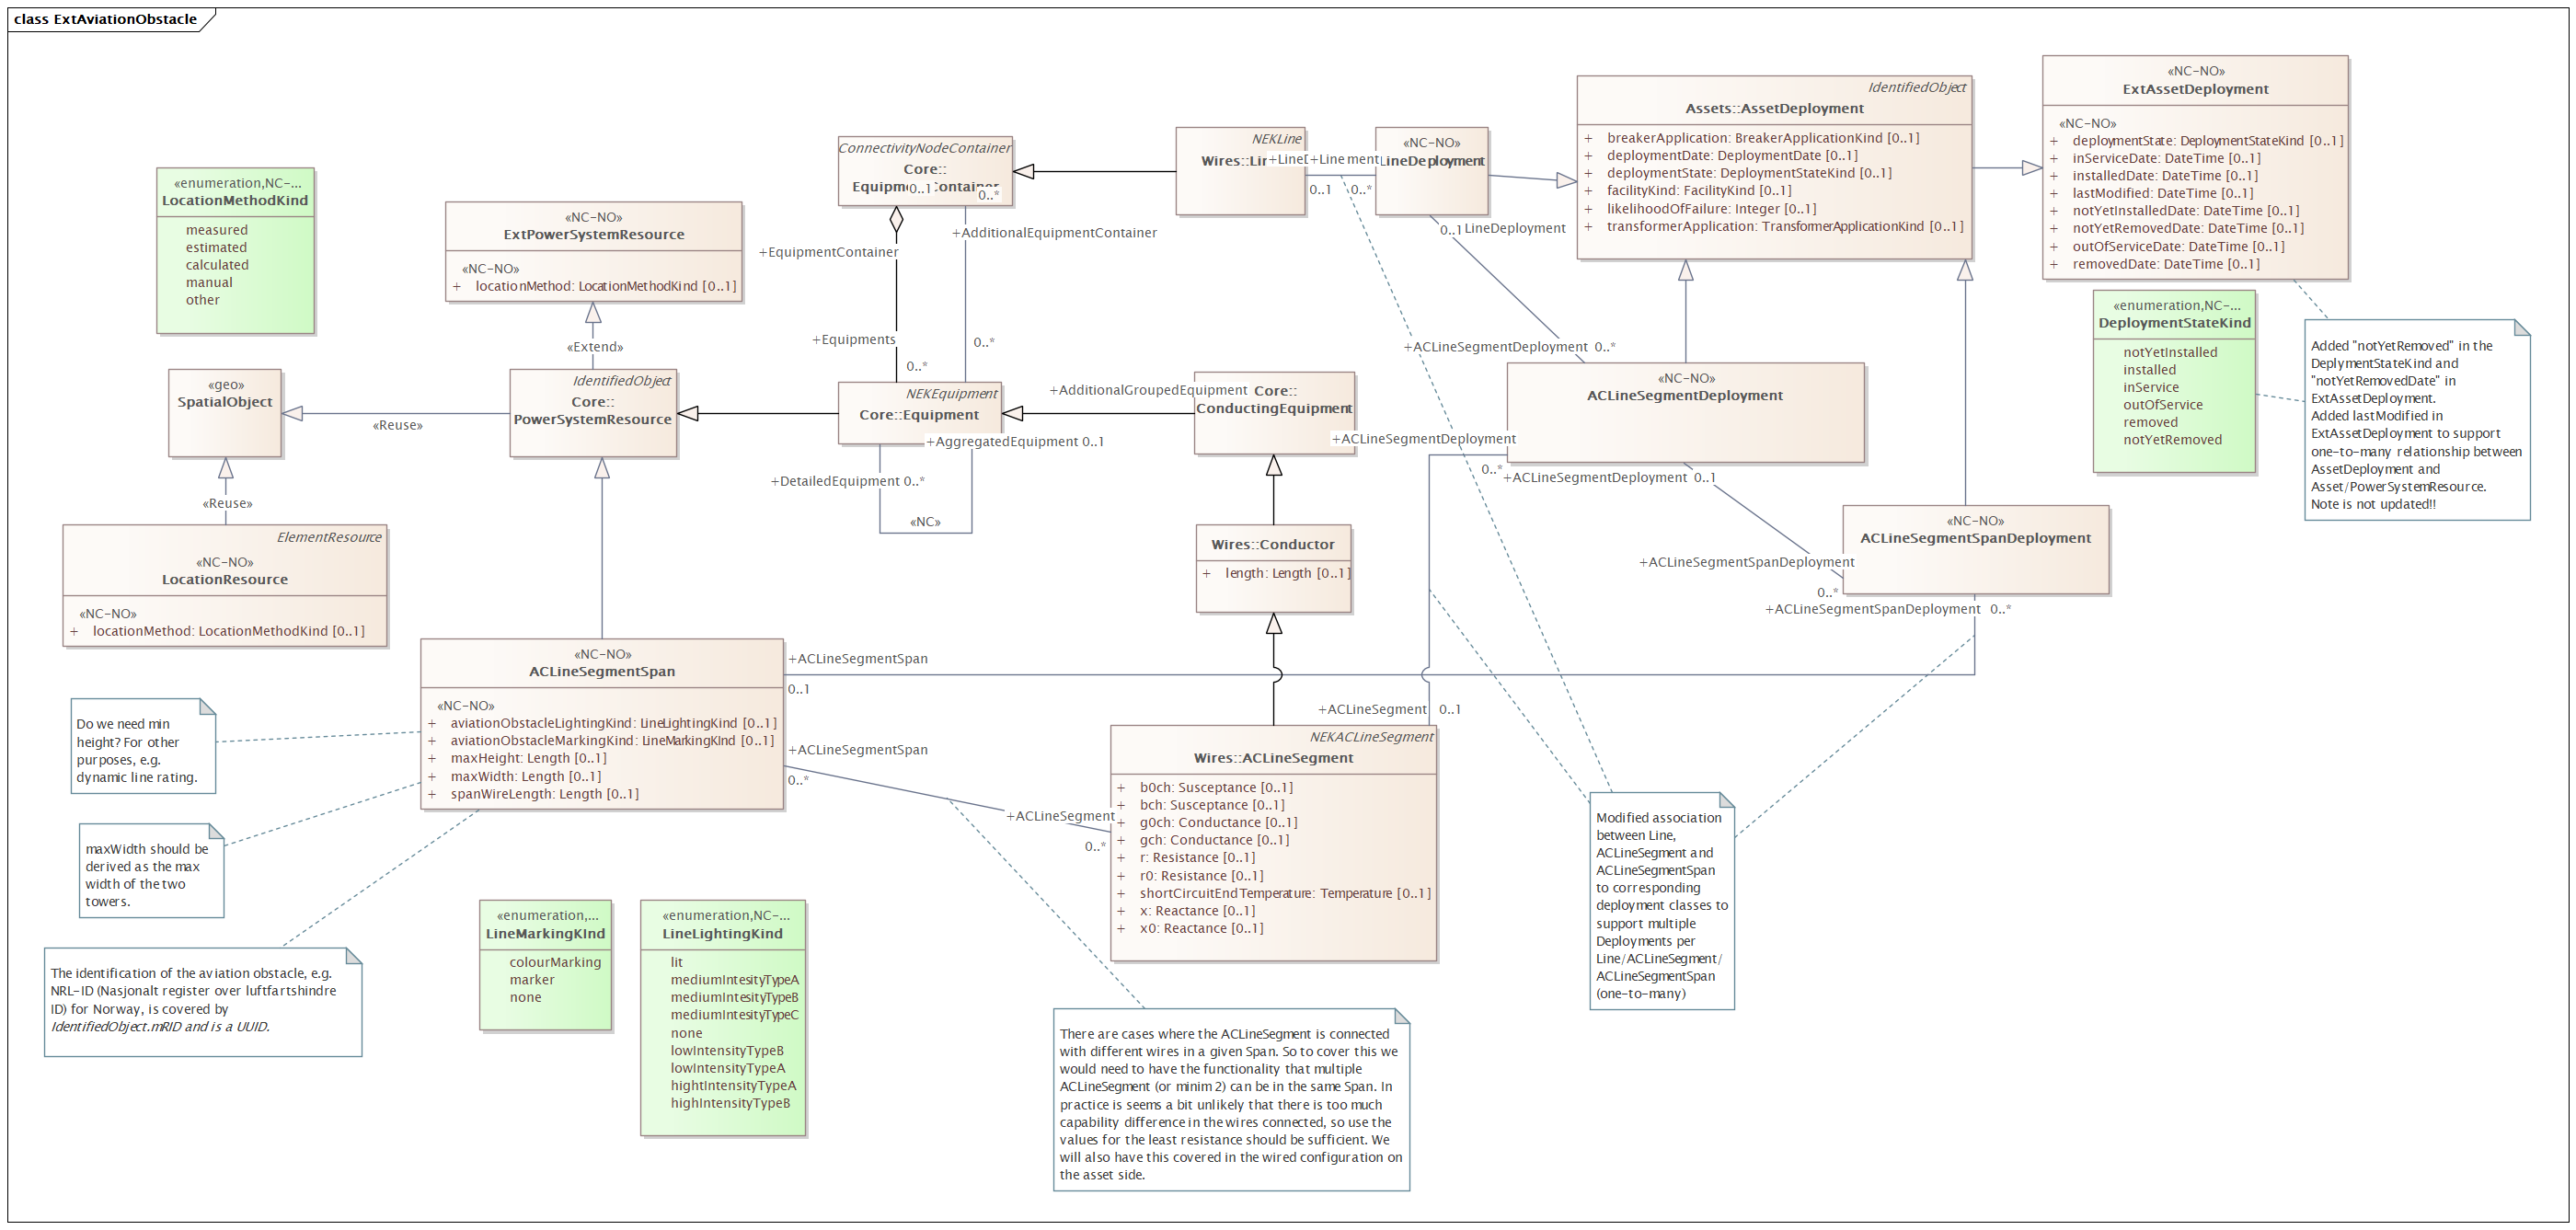 class ExtAviationObstacle
«enumeration,NC-...
LocationMethodKind
measured
estimated
calculated
manual
other
«NC-NO»
ExtPowerSystemResource
«NC-NO»
+ locationMethod: LocationMethodKind [0..1]
«Extend»
«geo»
SpatialObject
«Reuse»
IdentifiedObject
Core::
PowerSystemResource
«Reuse»
ElementResource
«NC-NO»
LocationResource
«NC-NO»
+ locationMethod: LocationMethodKind [0..1]
ConnectivityNodeContainer
Core::
0..1
0..*
+EquipmentContainer
+AdditionalEquipmentContainer
+Equipments
0..*
0..*
NEKEquipment
Core::Equipment
+AggregatedEquipment 0..1
+DetailedEquipment 0..*
«NC»
+AdditionalGroupedEquipment
Core::
ConductingEquipment
Wires::Conductor
+ length: Length [0..1]
NEKLine
+Line
0..1
0..*
«NC-NO»
LineDeployment
0..1 LineDeployment
IdentifiedObject
Assets::AssetDeployment
+ breakerApplication: BreakerApplicationKind [0..1]
+ deploymentDate: DeploymentDate [0..1]
+ deploymentState: DeploymentStateKind [0..1]
+ facilityKind: FacilityKind [0..1]
+ likelihoodOfFailure: Integer [0..1]
+ transformerApplication: TransformerApplicationKind [0..1]
«NC-NO»
ExtAssetDeployment
«NC-NO»
+ deploymentState: DeploymentStateKind [0..1]
+ inServiceDate: DateTime [0..1]
+ installedDate: DateTime [0..1]
+ lastModified: DateTime [0..1]
+ notYetInstalledDate: DateTime [0..1]
+ notYetRemovedDate: DateTime [0..1]
+ outOfServiceDate: DateTime [0..1]
+ removedDate: DateTime [0..1]
«enumeration,NC-...
DeploymentStateKind
notYetInstalled
installed
inService
outOfService
removed
notYetRemoved
Added "notYetRemoved" in the
DeplymentStateKind and
"notYetRemovedDate" in
ExtAssetDeployment.
Added lastModified in
ExtAssetDeployment to support
one-to-many relationship between
AssetDeployment and
Asset/PowerSystemResource.
Note is not updated!!
+ACLineSegmentDeployment 0..*
«NC-NO»
ACLineSegmentDeployment
+ACLineSegmentDeployment
0..*
+ACLineSegmentDeployment 0..1
«NC-NO»
ACLineSegmentSpanDeployment
+ACLineSegmentSpanDeployment
0..*
+ACLineSegmentSpanDeployment 0..*
«NC-NO»
ACLineSegmentSpan
«NC-NO»
+ aviationObstacleLightingKind: LineLightingKind [0..1]
+ aviationObstacleMarkingKind: LineMarkingKInd [0..1]
+ maxHeight: Length [0..1]
+ maxWidth: Length [0..1]
+ spanWireLength: Length [0..1]
+ACLineSegmentSpan
0..1
+ACLineSegmentSpan
0..*
+ACLineSegment
0..*
+ACLineSegment 0..1
NEKACLineSegment
Wires::ACLineSegment
+ b0ch: Susceptance [0..1]
+ bch: Susceptance [0..1]
+ g0ch: Conductance [0..1]
+ gch: Conductance [0..1]
+ r: Resistance [0..1]
+ r0: Resistance [0..1]
+ shortCircuitEndTemperature: Temperature [0..1]
+ x: Reactance [0..1]
+ x0: Reactance [0..1]
Do we need min
height? For other
purposes, e.g.
dynamic line rating.
maxWidth should be
derived as the max
width of the two
towers.
The identification of the aviation obstacle, e.g.
NRL-ID (Nasjonalt register over luftfartshindre
ID) for Norway, is covered by
IdentifiedObject.mRID and is a UUID.
«enumeration,...
LineMarkingKInd
colourMarking
marker
none
«enumeration,NC-...
LineLightingKind
lit
mediumIntesityTypeA
mediumIntesityTypeB
mediumIntesityTypeC
none
lowIntensityTypeB
lowIntensityTypeA
hightIntensityTypeA
highIntensityTypeB
There are cases where the ACLineSegment is connected
with different wires in a given Span. So to cover this we
would need to have the functionality that multiple
ACLineSegment (or minim 2) can be in the same Span. In
practice is seems a bit unlikely that there is too much
capability difference in the wires connected, so use the
values for the least resistance should be sufficient. We
will also have this covered in the wired configuration on
the asset side.
Modified association
between Line,
ACLineSegment and
ACLineSegmentSpan
to corresponding
deployment classes to
support multiple
Deployments per
Line/ACLineSegment/
ACLineSegmentSpan
(one-to-many)